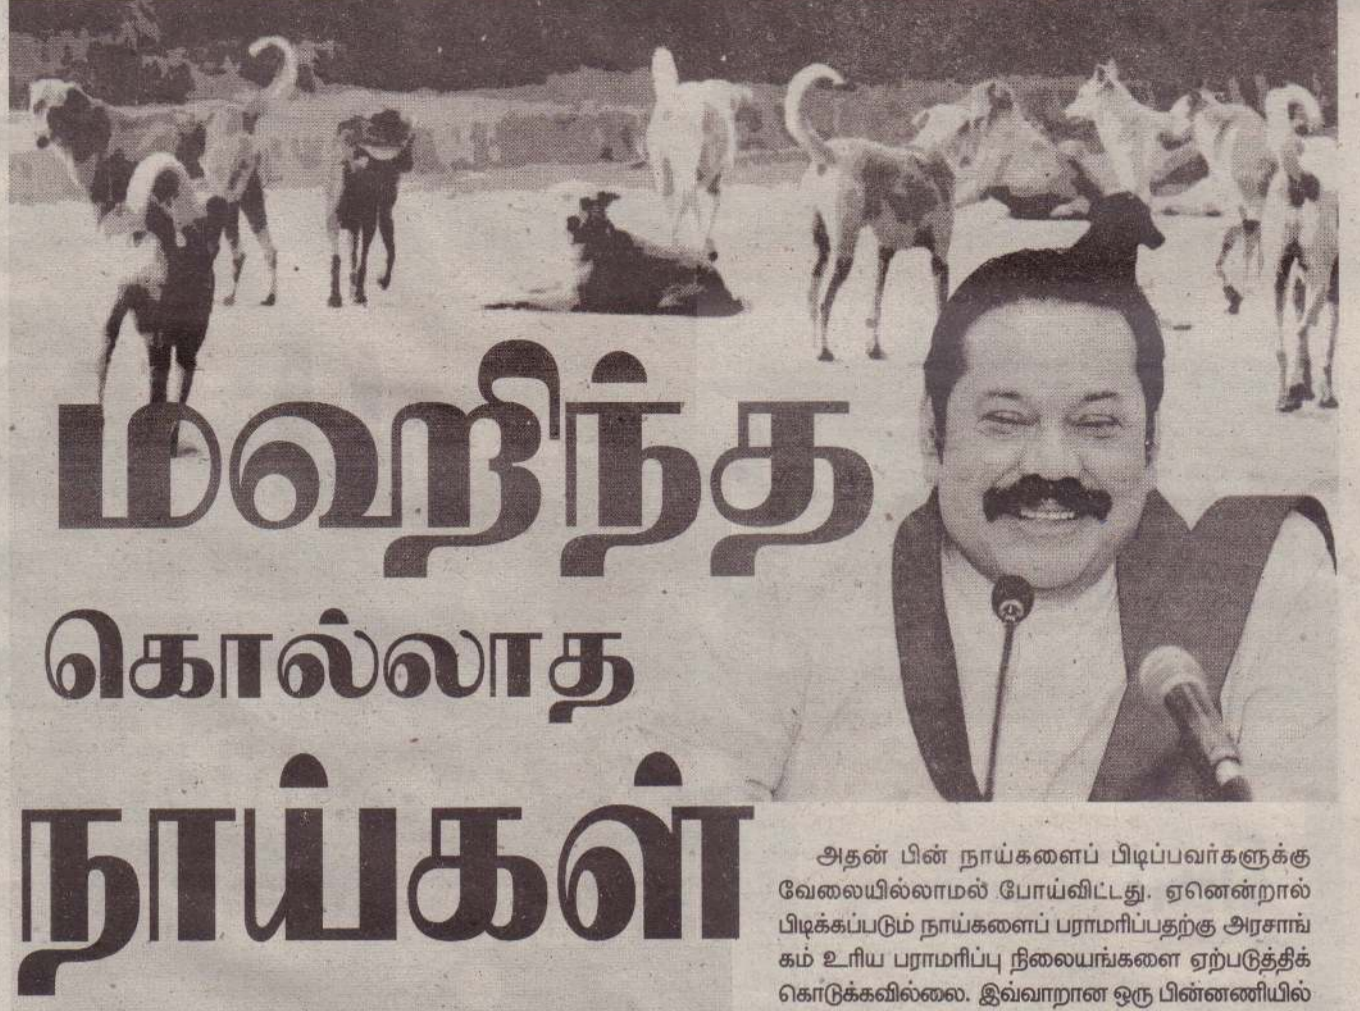 மஹிந்த
கொல்லாத
நாய்கள்
அதன் பின் நாய்களைப் பிடிப்பவர்களுக்கு
வேலையில்லாமல் போய்விட்டது. ஏனென்றால்
பிடிக்கப்படும் நாய்களைப் பராமரிப்பதற்கு அரசாங்
கம் உரிய பராமரிப்பு நிலையங்களை ஏற்படுத்திக்
கொடுக்கவில்லை. இவ்வாறான ஒரு பின்னணியில்